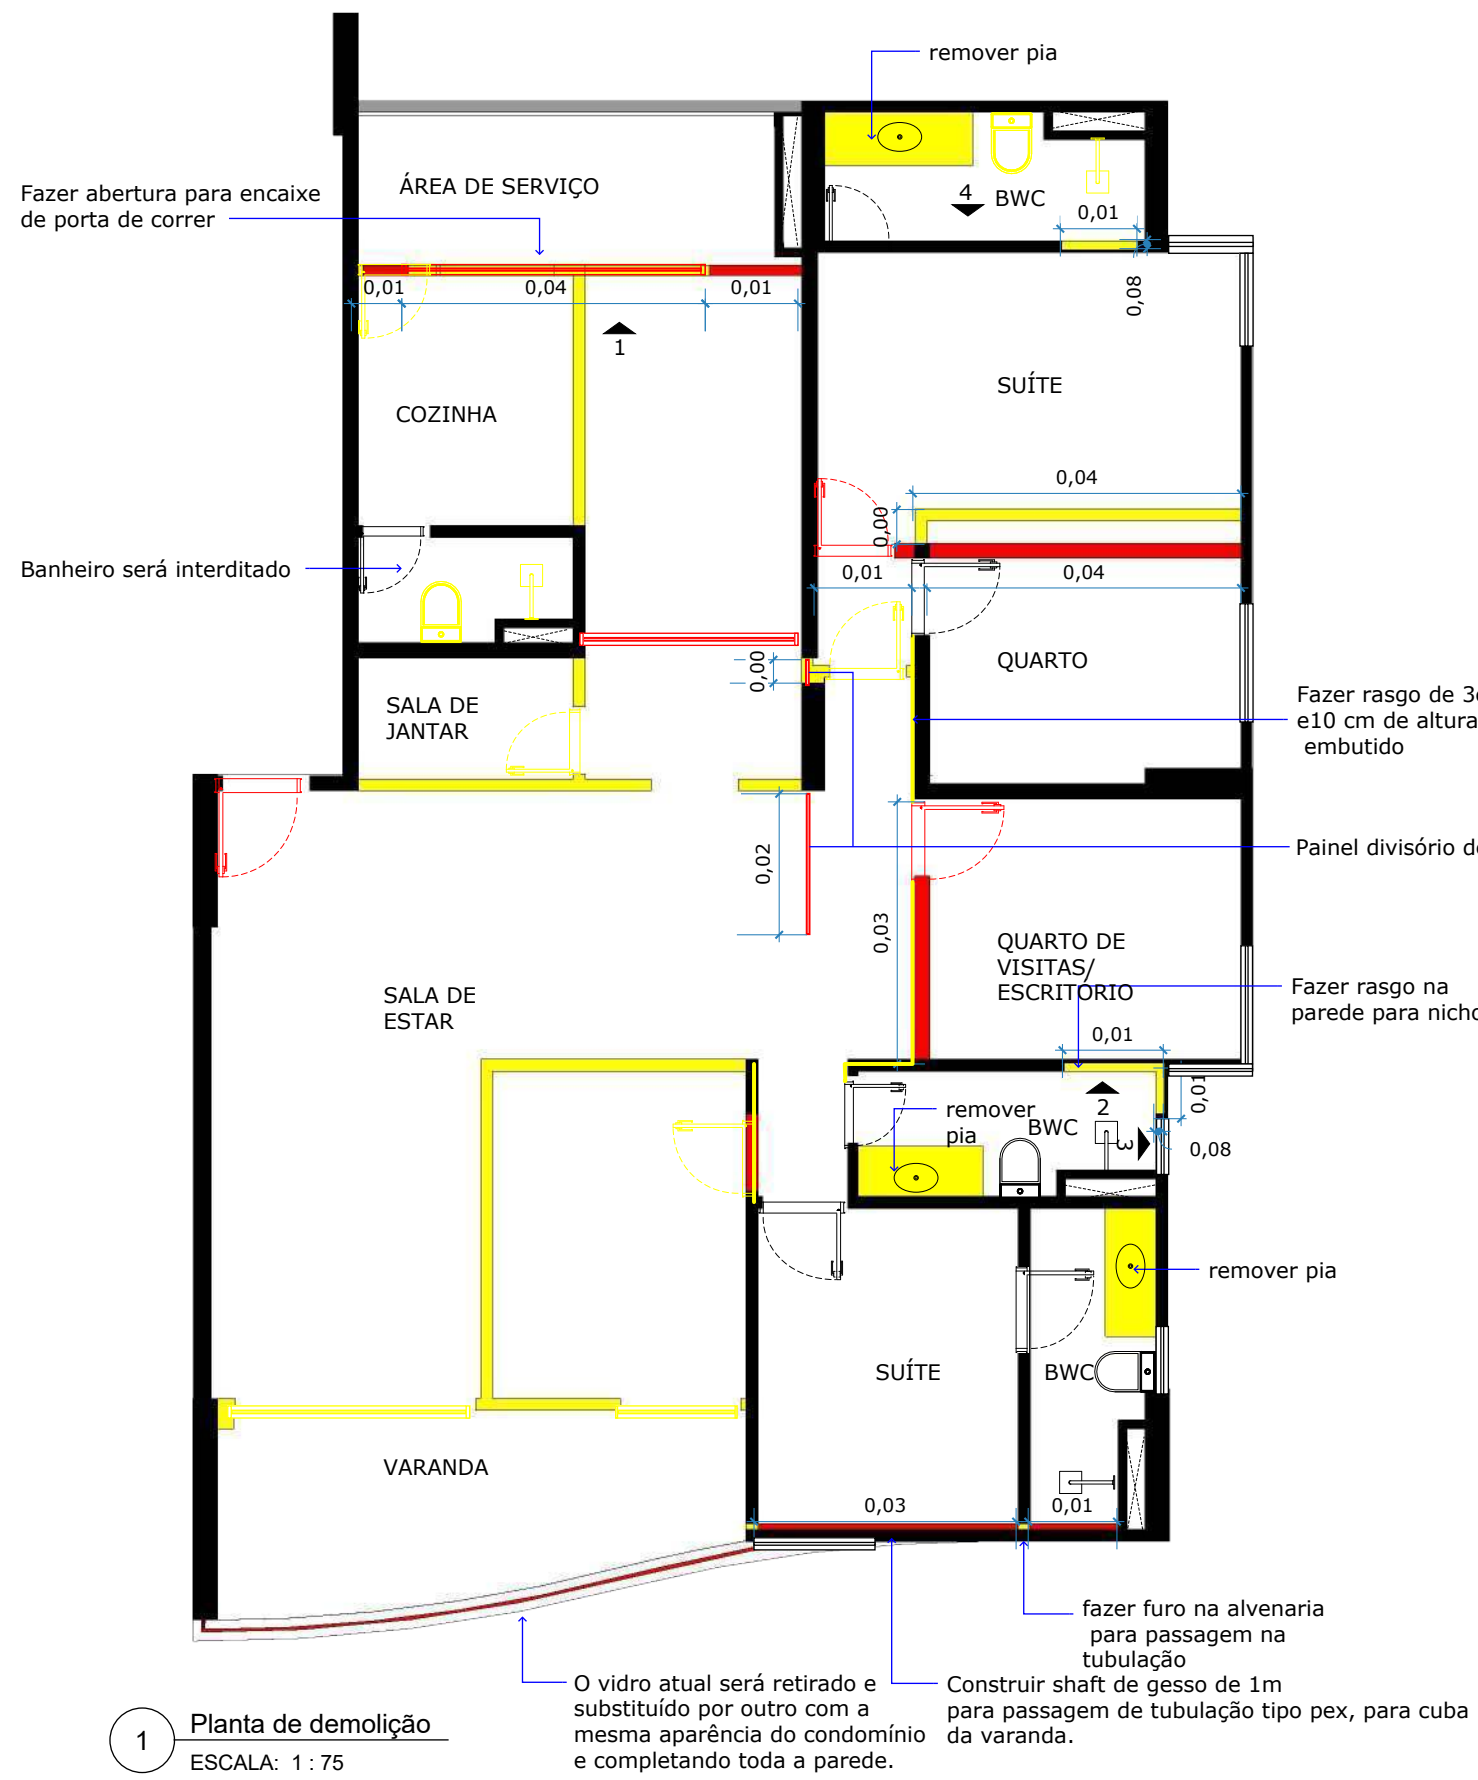 remover pia
Fazer abertura para encaixe
de porta de correr
ÁREA DE SERVIÇO
4
BWC
0,01
0,08
0,01
0,04
0,01
1
COZINHA
SUÍTE
0,04
0,00
Banheiro será interditado
0,01
0,04
QUARTO
0,00
SALA DE
JANTAR
Fazer rasgo de 3
e10 cm de altura
embutido
0,02
Painel divisório
0,03
QUARTO DE
VISITAS/
ESCRITÓRIO
SALA DE
ESTAR
Fazer rasgo na
parede para nicho
0,01
0,01
remover
pia
BWC
2
3
0,08
remover pia
SUÍTE
BWC
VARANDA
0,03
0,01
fazer furo na alvenaria
para passagem na
tubulação
O vidro atual será retirado e
substituído por outro com a
mesma aparência do condomínio
e completando toda a parede.
Construir shaft de gesso de 1m
para passagem de tubulação tipo pex, para cuba
da varanda.
1
Planta de demolição
ESCALA: 1 : 75